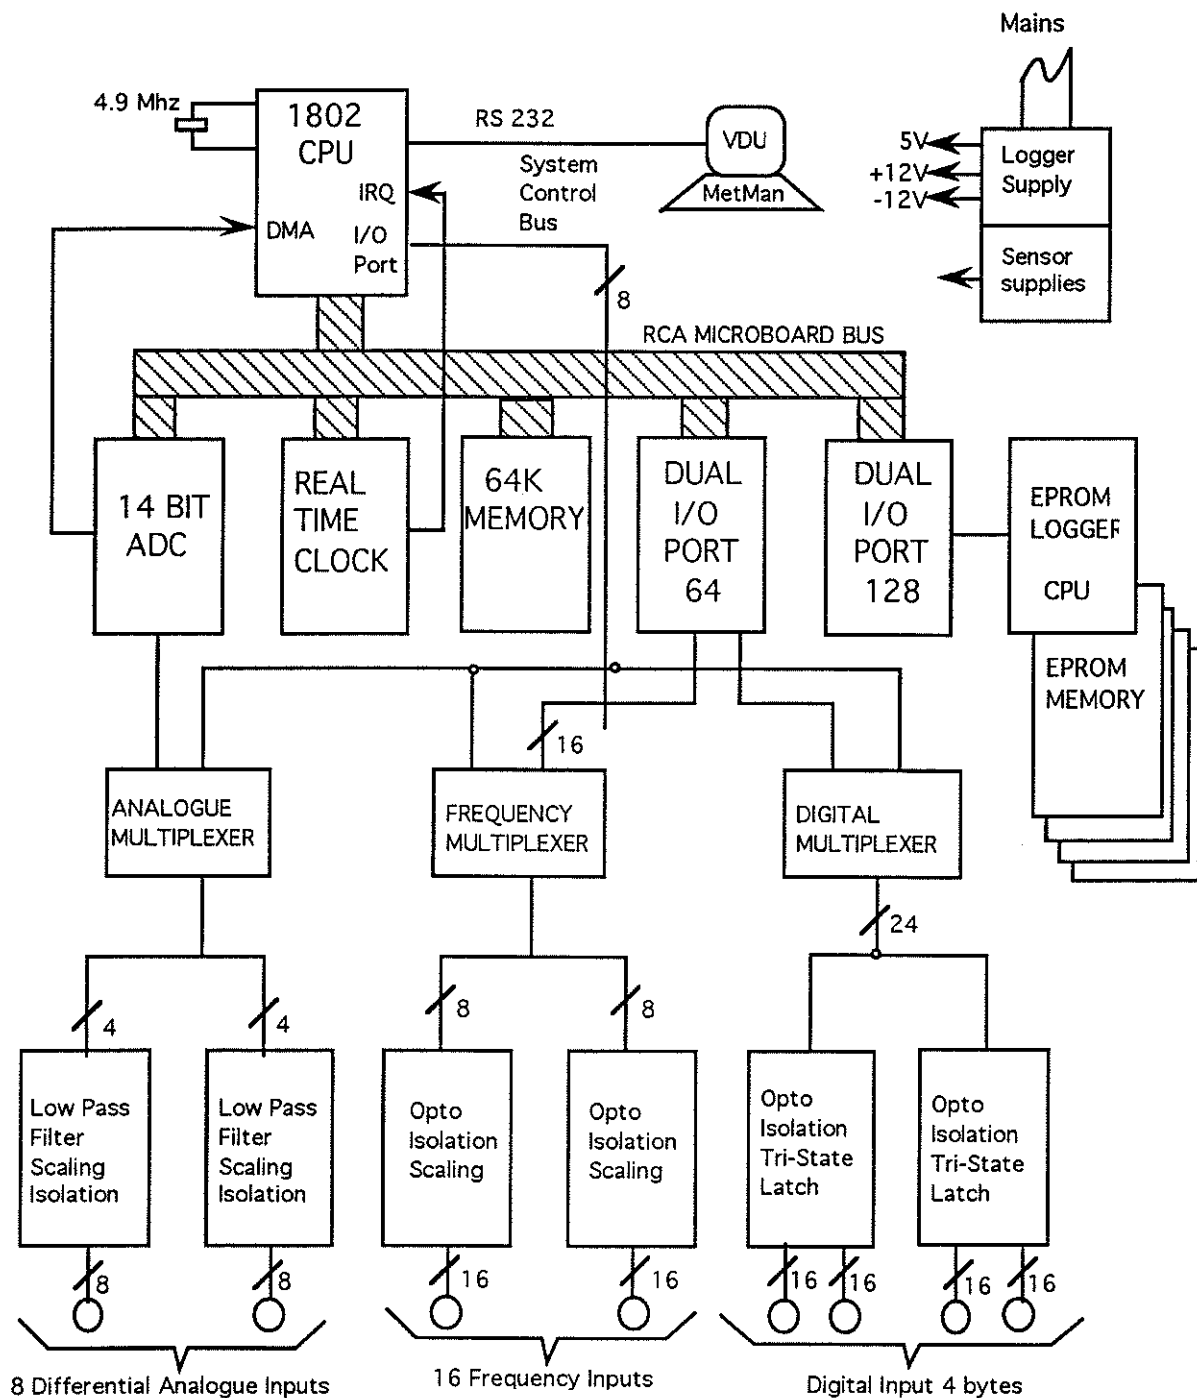 Mains
4.9 Mhz
1802
CPU
RS 232
VDU
MetMan
5V
+12V
-12V
Logger
Supply
System
Control
Bus
IRQ
DMA
I/O
Port
Sensor
supplies
8
RCA MICROBOARD BUS
14 BIT
ADC
REAL
TIME
CLOCK
64K
MEMORY
DUAL
I/O
PORT
64
DUAL
I/O
PORT
128
EPROM
LOGGER
CPU
EPROM
MEMORY
16
ANALOGUE
MULTIPLEXER
FREQUENCY
MULTIPLEXER
DIGITAL
MULTIPLEXER
24
4
4
8
8
Low Pass
Filter
Scaling
Isolation
Low Pass
Filter
Scaling
Isolation
Opto
Isolation
Scaling
Opto
Isolation
Scaling
Opto
Isolation
Tri-State
Latch
Opto
Isolation
Tri-State
Latch
8
8
16
16
16
16
16
16
8 Differential Analogue Inputs
16 Frequency Inputs
Digital Input 4 bytes